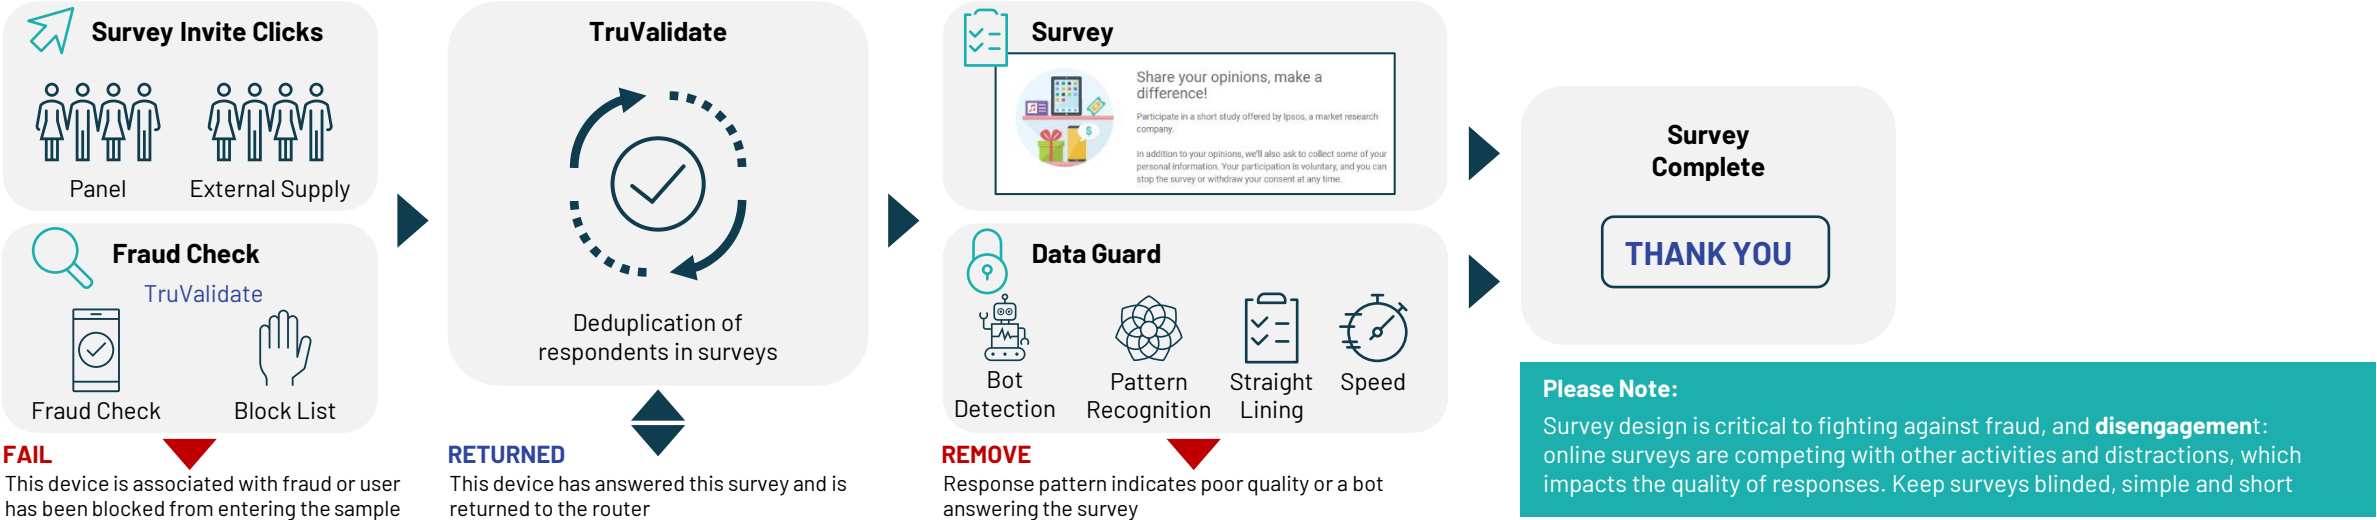 Survey Invite Clicks
Panel
External Supply
Fraud Check
TruValidate
Fraud Check
Block List
FAIL
This device is associated with fraud or user
has been blocked from entering the sample
TruValidate
Deduplication of
respondents in surveys
RETURNED
This device has answered this survey and is
returned to the router
Survey
Share your opinions, make a
difference!
Participate in a short study offered by Ipsos, a market research
company.
In addition to your opinions, we'll also ask to collect some of your
personal information. Your participation is voluntary, and you can
stop the survey or withdraw your consent at any time.
Data Guard
Bot
Detection
Pattern
Recognition
Straight
Lining
Speed
REMOVE
Response pattern indicates poor quality or a bot
answering the survey
Survey
Complete
THANK YOU
Please Note:
Survey design is critical to fighting against fraud, and disengagement:
online surveys are competing with other activities and distractions, which
impacts the quality of responses. Keep surveys blinded, simple and short